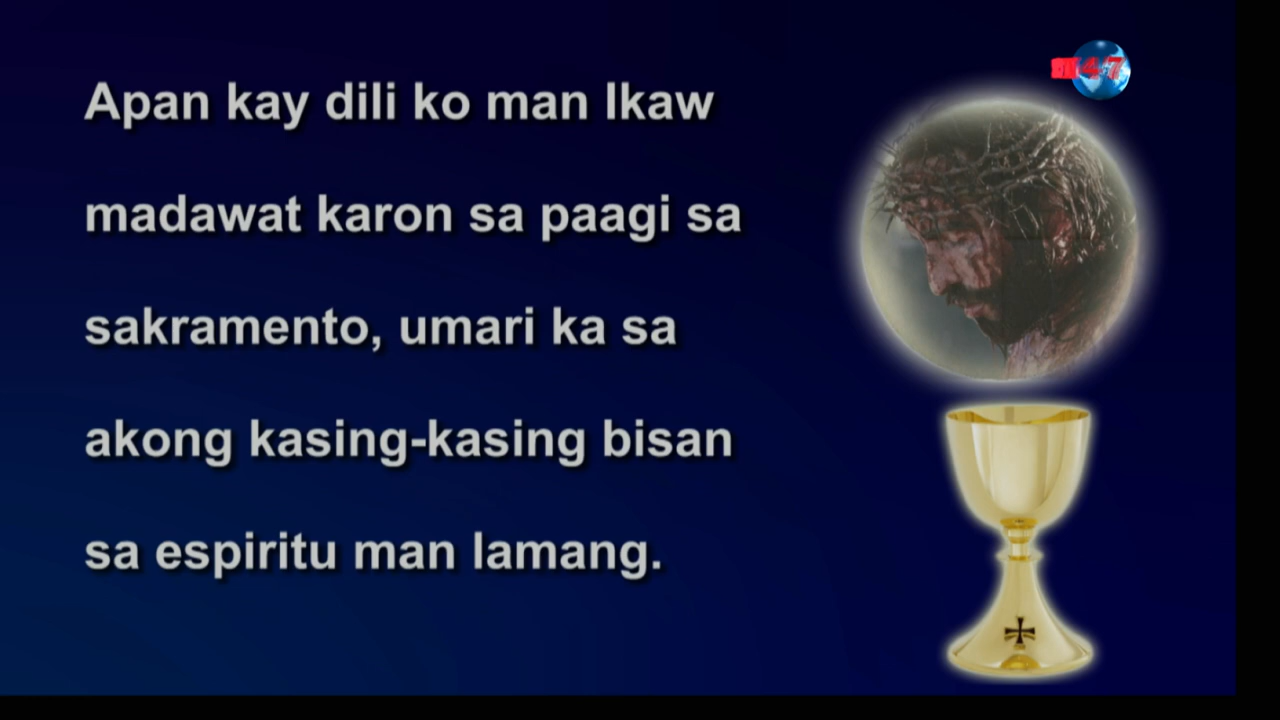 Apan kay dili ko man Ikaw
madawat karon sa paagi sa
sakramento, umari ka sa
akong kasing-kasing bisan
sa espiritu man lamang.
47